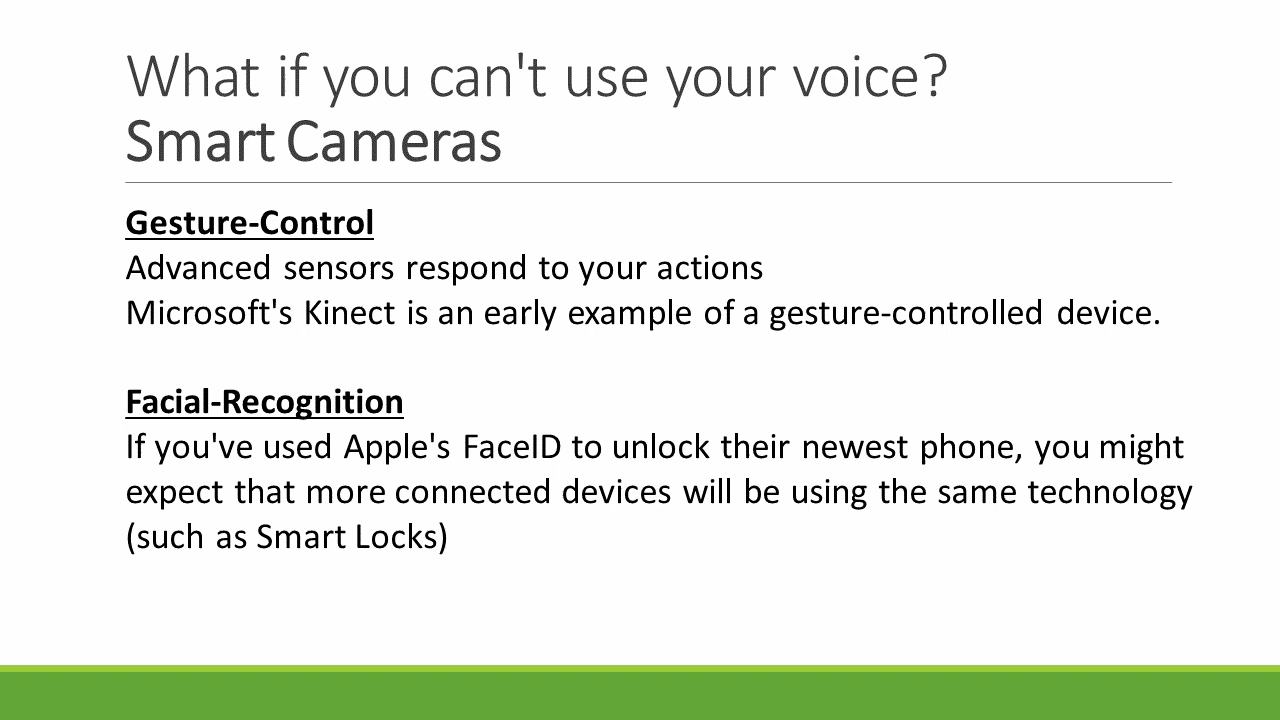 What if you can't use your voice?
Smart Cameras
Gesture-Control
Advanced sensors respond to your actions
Microsoft's Kinect is an early example of a gesture-controlled device.
Facial-Recognition
If you've used Apple's FaceID to unlock their newest phone, you might
expect that more connected devices will be using the same technology
(such as Smart Locks)